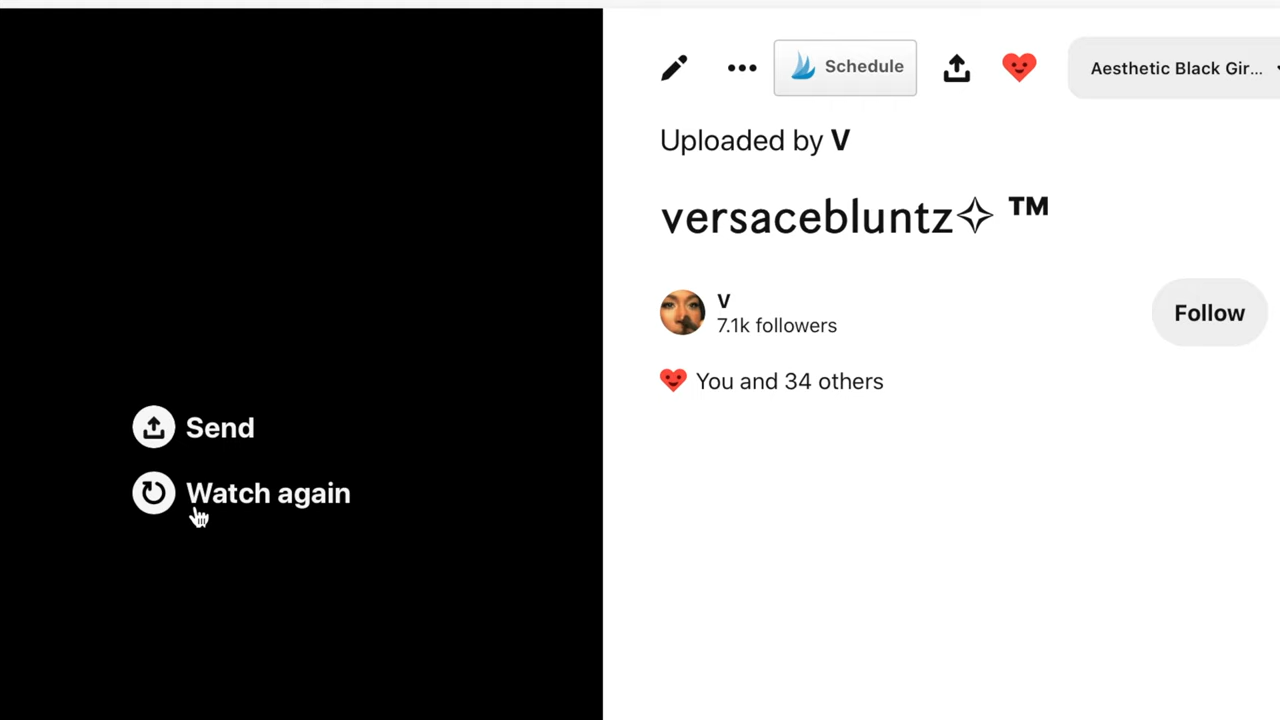 Schedule
Aesthetic Black Gir...
Uploaded by V
versacebluntz✧ ™
V
7.1k followers
Follow
You and 34 others
Send
Watch again